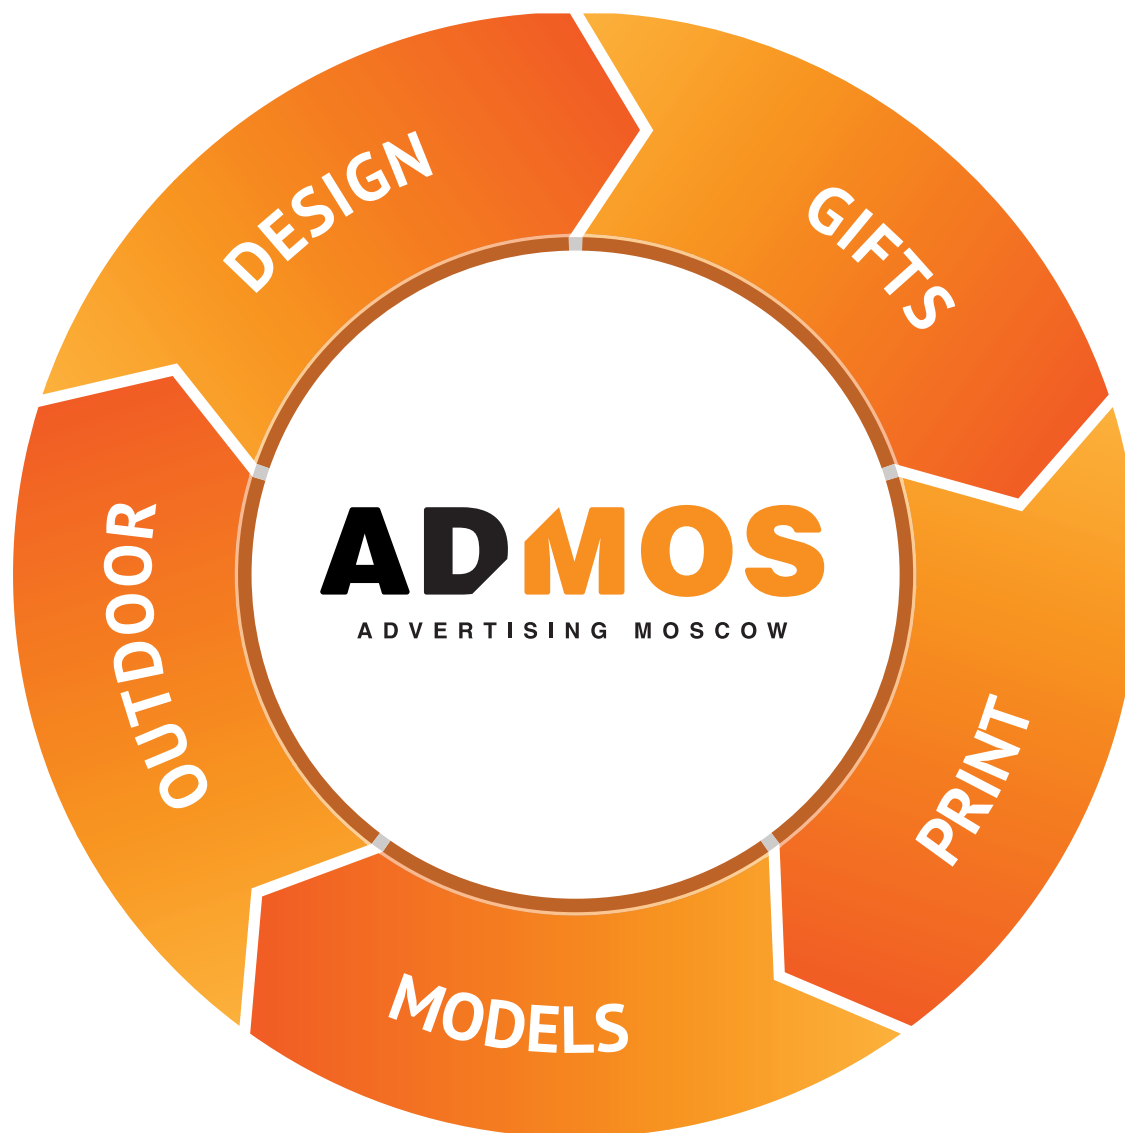 DESIGN
GIFTS
PRINT
MODELS
OUTDOOR
ADMOS
ADVERTISING MOSCOW